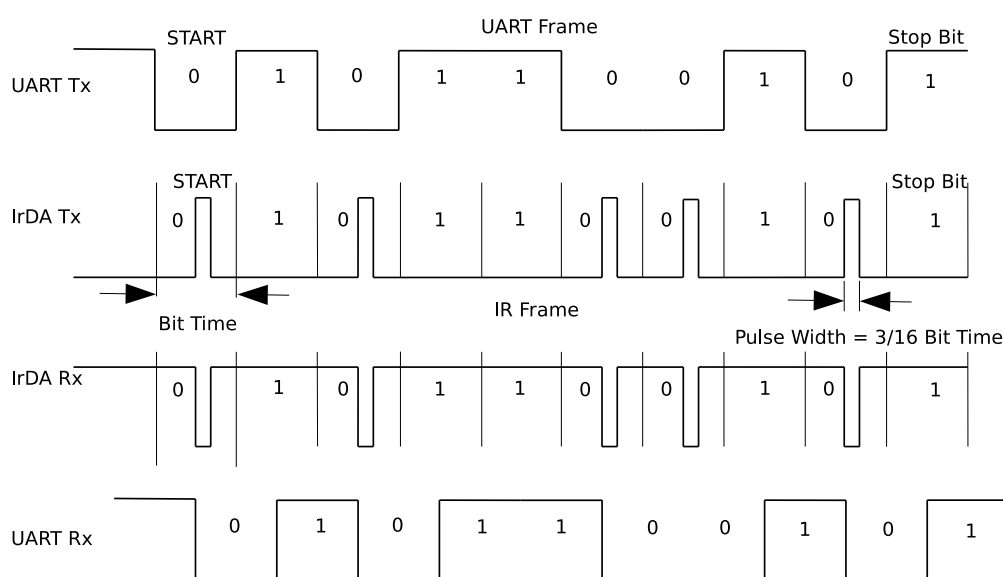 START UART Frame Stop Bit
UART Tx 0 1 0 1 1 0 0 1 0 1
START Stop Bit
IrDA Tx 0 1 0 1 1 0 0 1 0 1
Bit Time IR Frame
Pulse Width = 3/16 Bit Time
IrDA Rx 0 1 0 1 1 0 0 1 0 1
UART Rx 0 1 0 1 1 0 0 1 0 1